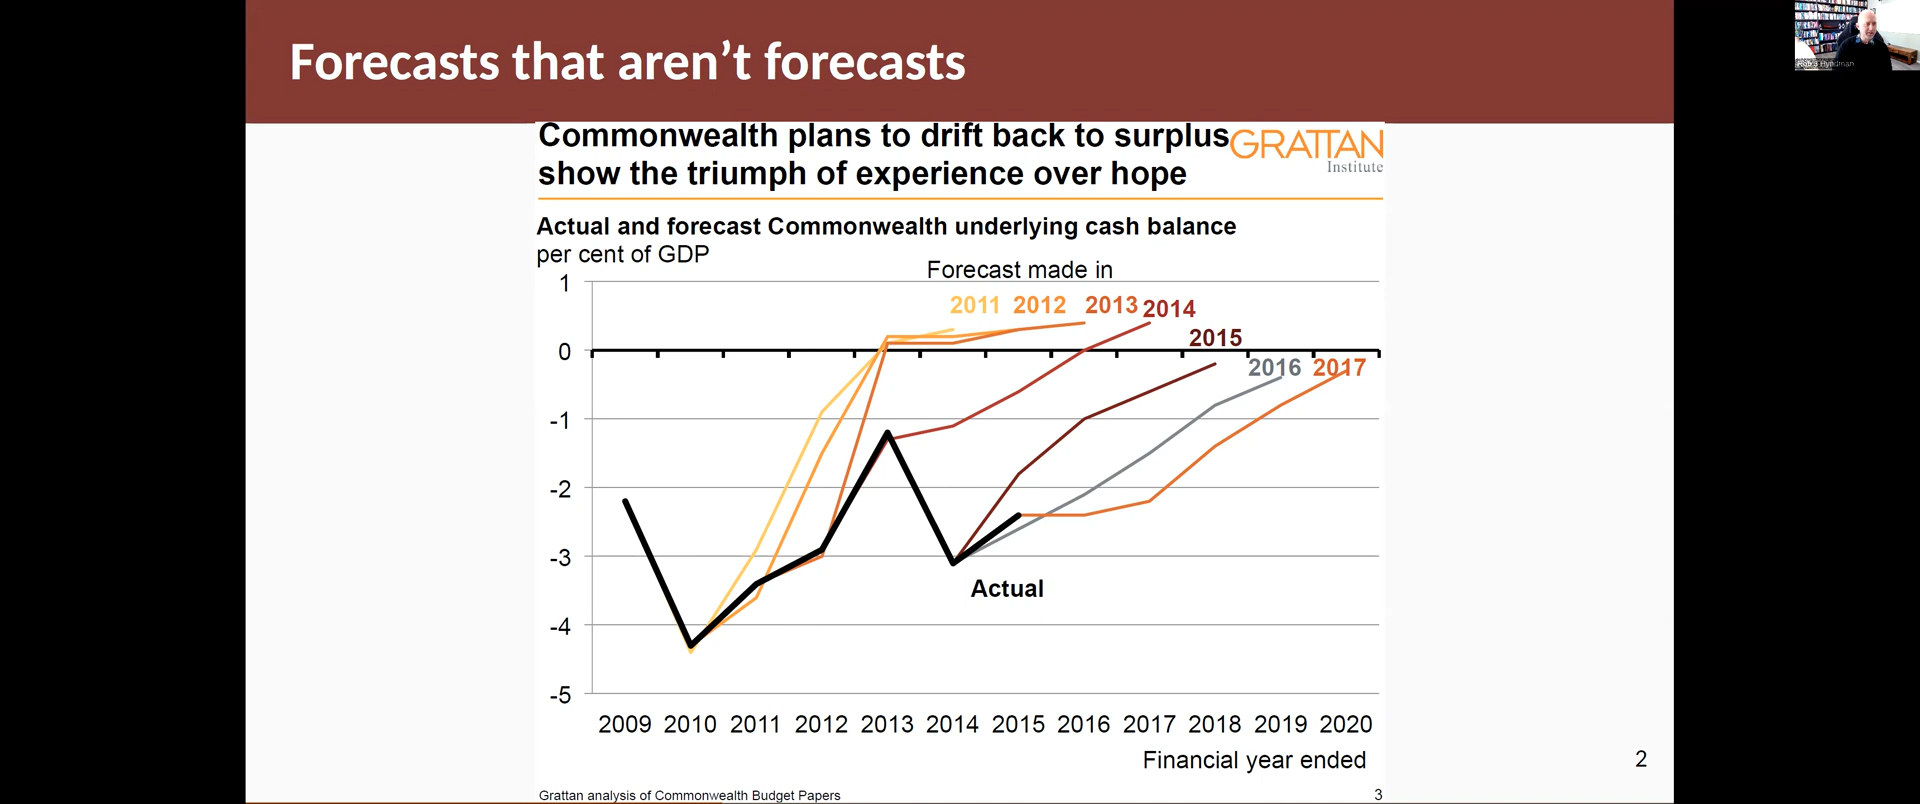 Forecasts that aren't forecasts
Commonwealth plans to drift back to surplus
show the triumph of experience over hope
GRATTAN
Institute
Actual and forecast Commonwealth underlying cash balance
per cent of GDP
Forecast made in
2011 2012 2013 2014
2015
2016 2017
1
0
-1
-2
-3
-4
-5
Actual
2009 2010 2011 2012 2013 2014 2015 2016 2017 2018 2019 2020
Financial year ended
Grattan analysis of Commonwealth Budget Papers
3
2
Hyndman